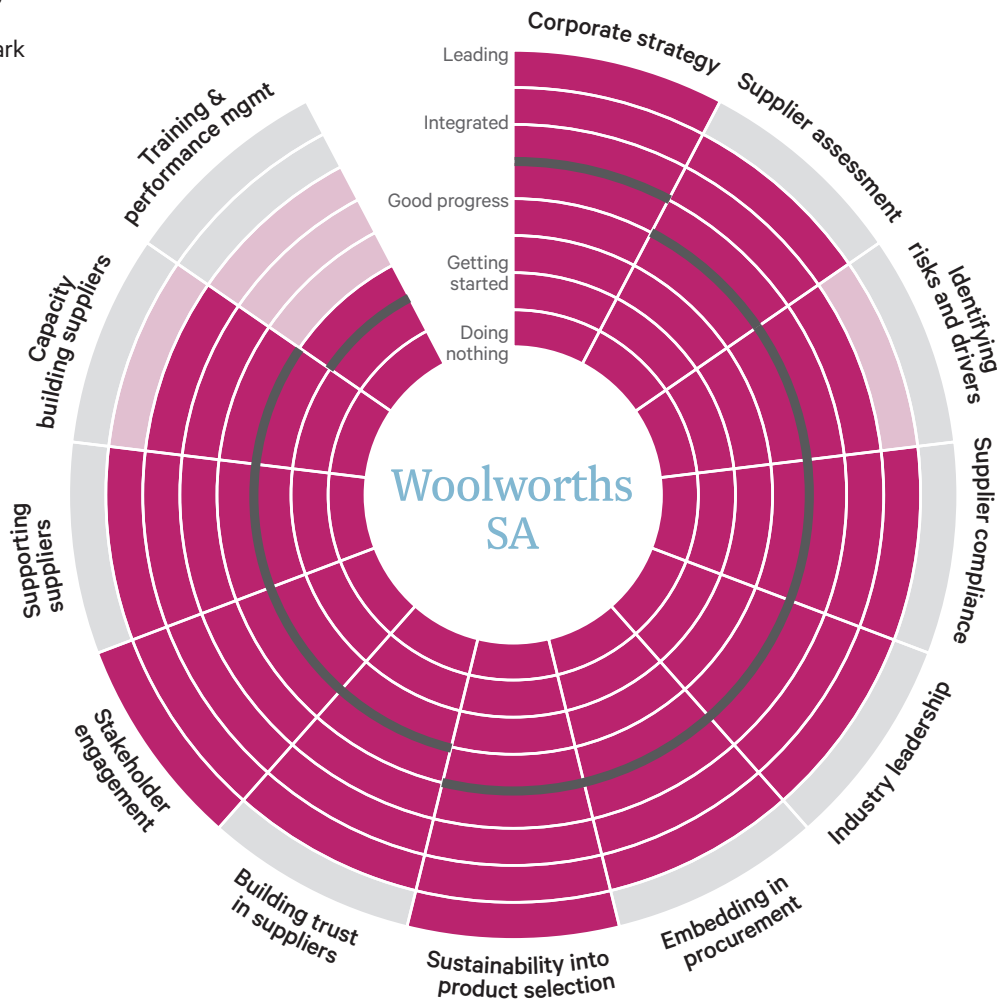 ark
Corporate strategy
Supplier assessment
Identifying
risks and drivers
Supplier compliance
Industry leadership
Embedding in
procurement
Sustainability into
product selection
Building trust
in suppliers
Stakeholder
engagement
Supporting
suppliers
Capacity
building suppliers
Training &
performance mgmt
Leading
Integrated
Good progress
Getting
started
Doing
nothing
Woolworths
SA